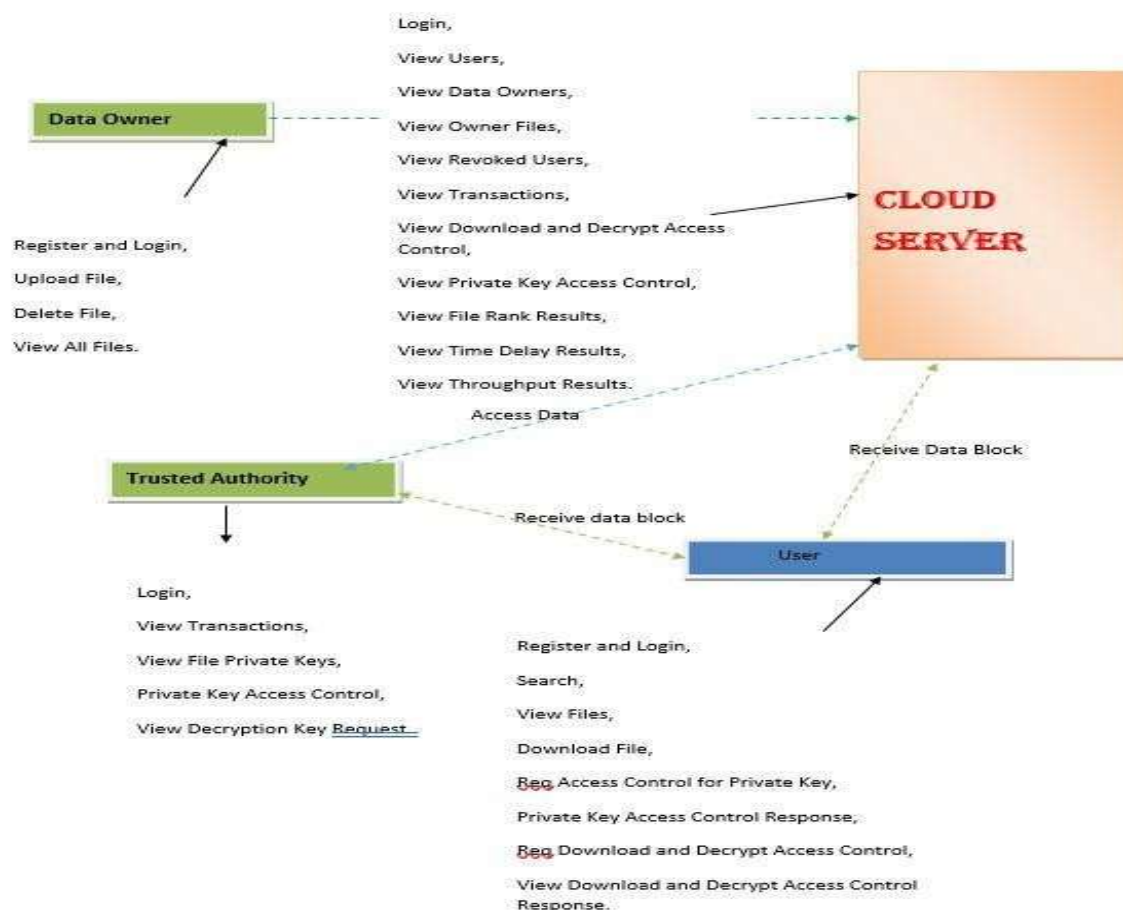 Login,
View Users,
View Data Owners,
View Owner Files,
View Revoked Users,
View Transactions,
View Download and Decrypt Access
Control,
View Private Key Access Control,
View File Rank Results,
View Time Delay Results,
View Throughput Results.
Data Owner
Register and Login,
Upload File,
Delete File,
View All Files.
CLOUD
SERVER
Access Data
Receive Data Block
Trusted Authority
Receive data block
User
Login,
View Transactions,
View File Private Keys,
Private Key Access Control,
View Decryption Key Request
Register and Login,
Search,
View Files,
Download File,
Req Access Control for Private Key,
Private Key Access Control Response,
Req Download and Decrypt Access Control,
View Download and Decrypt Access Control
Response.